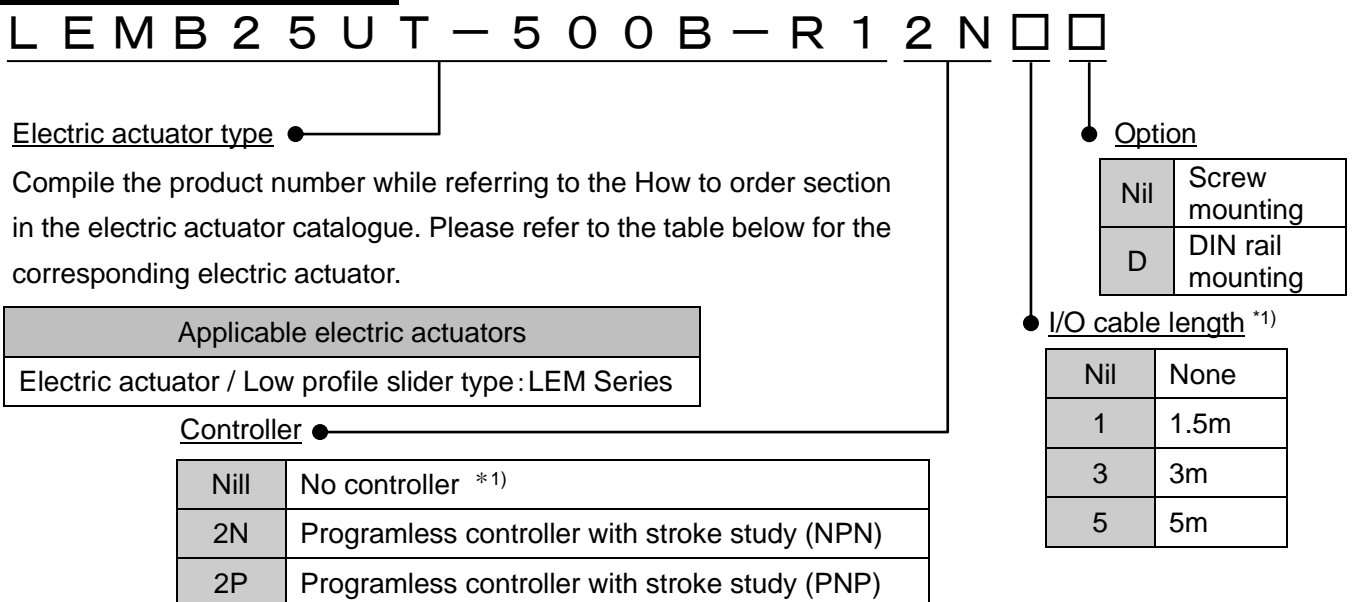 LEMB25UT-500B-R12N□□
Electric actuator type
Compile the product number while referring to the How to order section
in the electric actuator catalogue. Please refer to the table below for the
corresponding electric actuator.
Applicable electric actuators
Electric actuator / Low profile slider type:LEM Series
Controller
Nill No controller *1)
2N Programless controller with stroke study (NPN)
2P Programless controller with stroke study (PNP)
Option
Nil Screw
mounting
D DIN rail
mounting
I/O cable length *1)
Nil None
1 1.5m
3 3m
5 5m